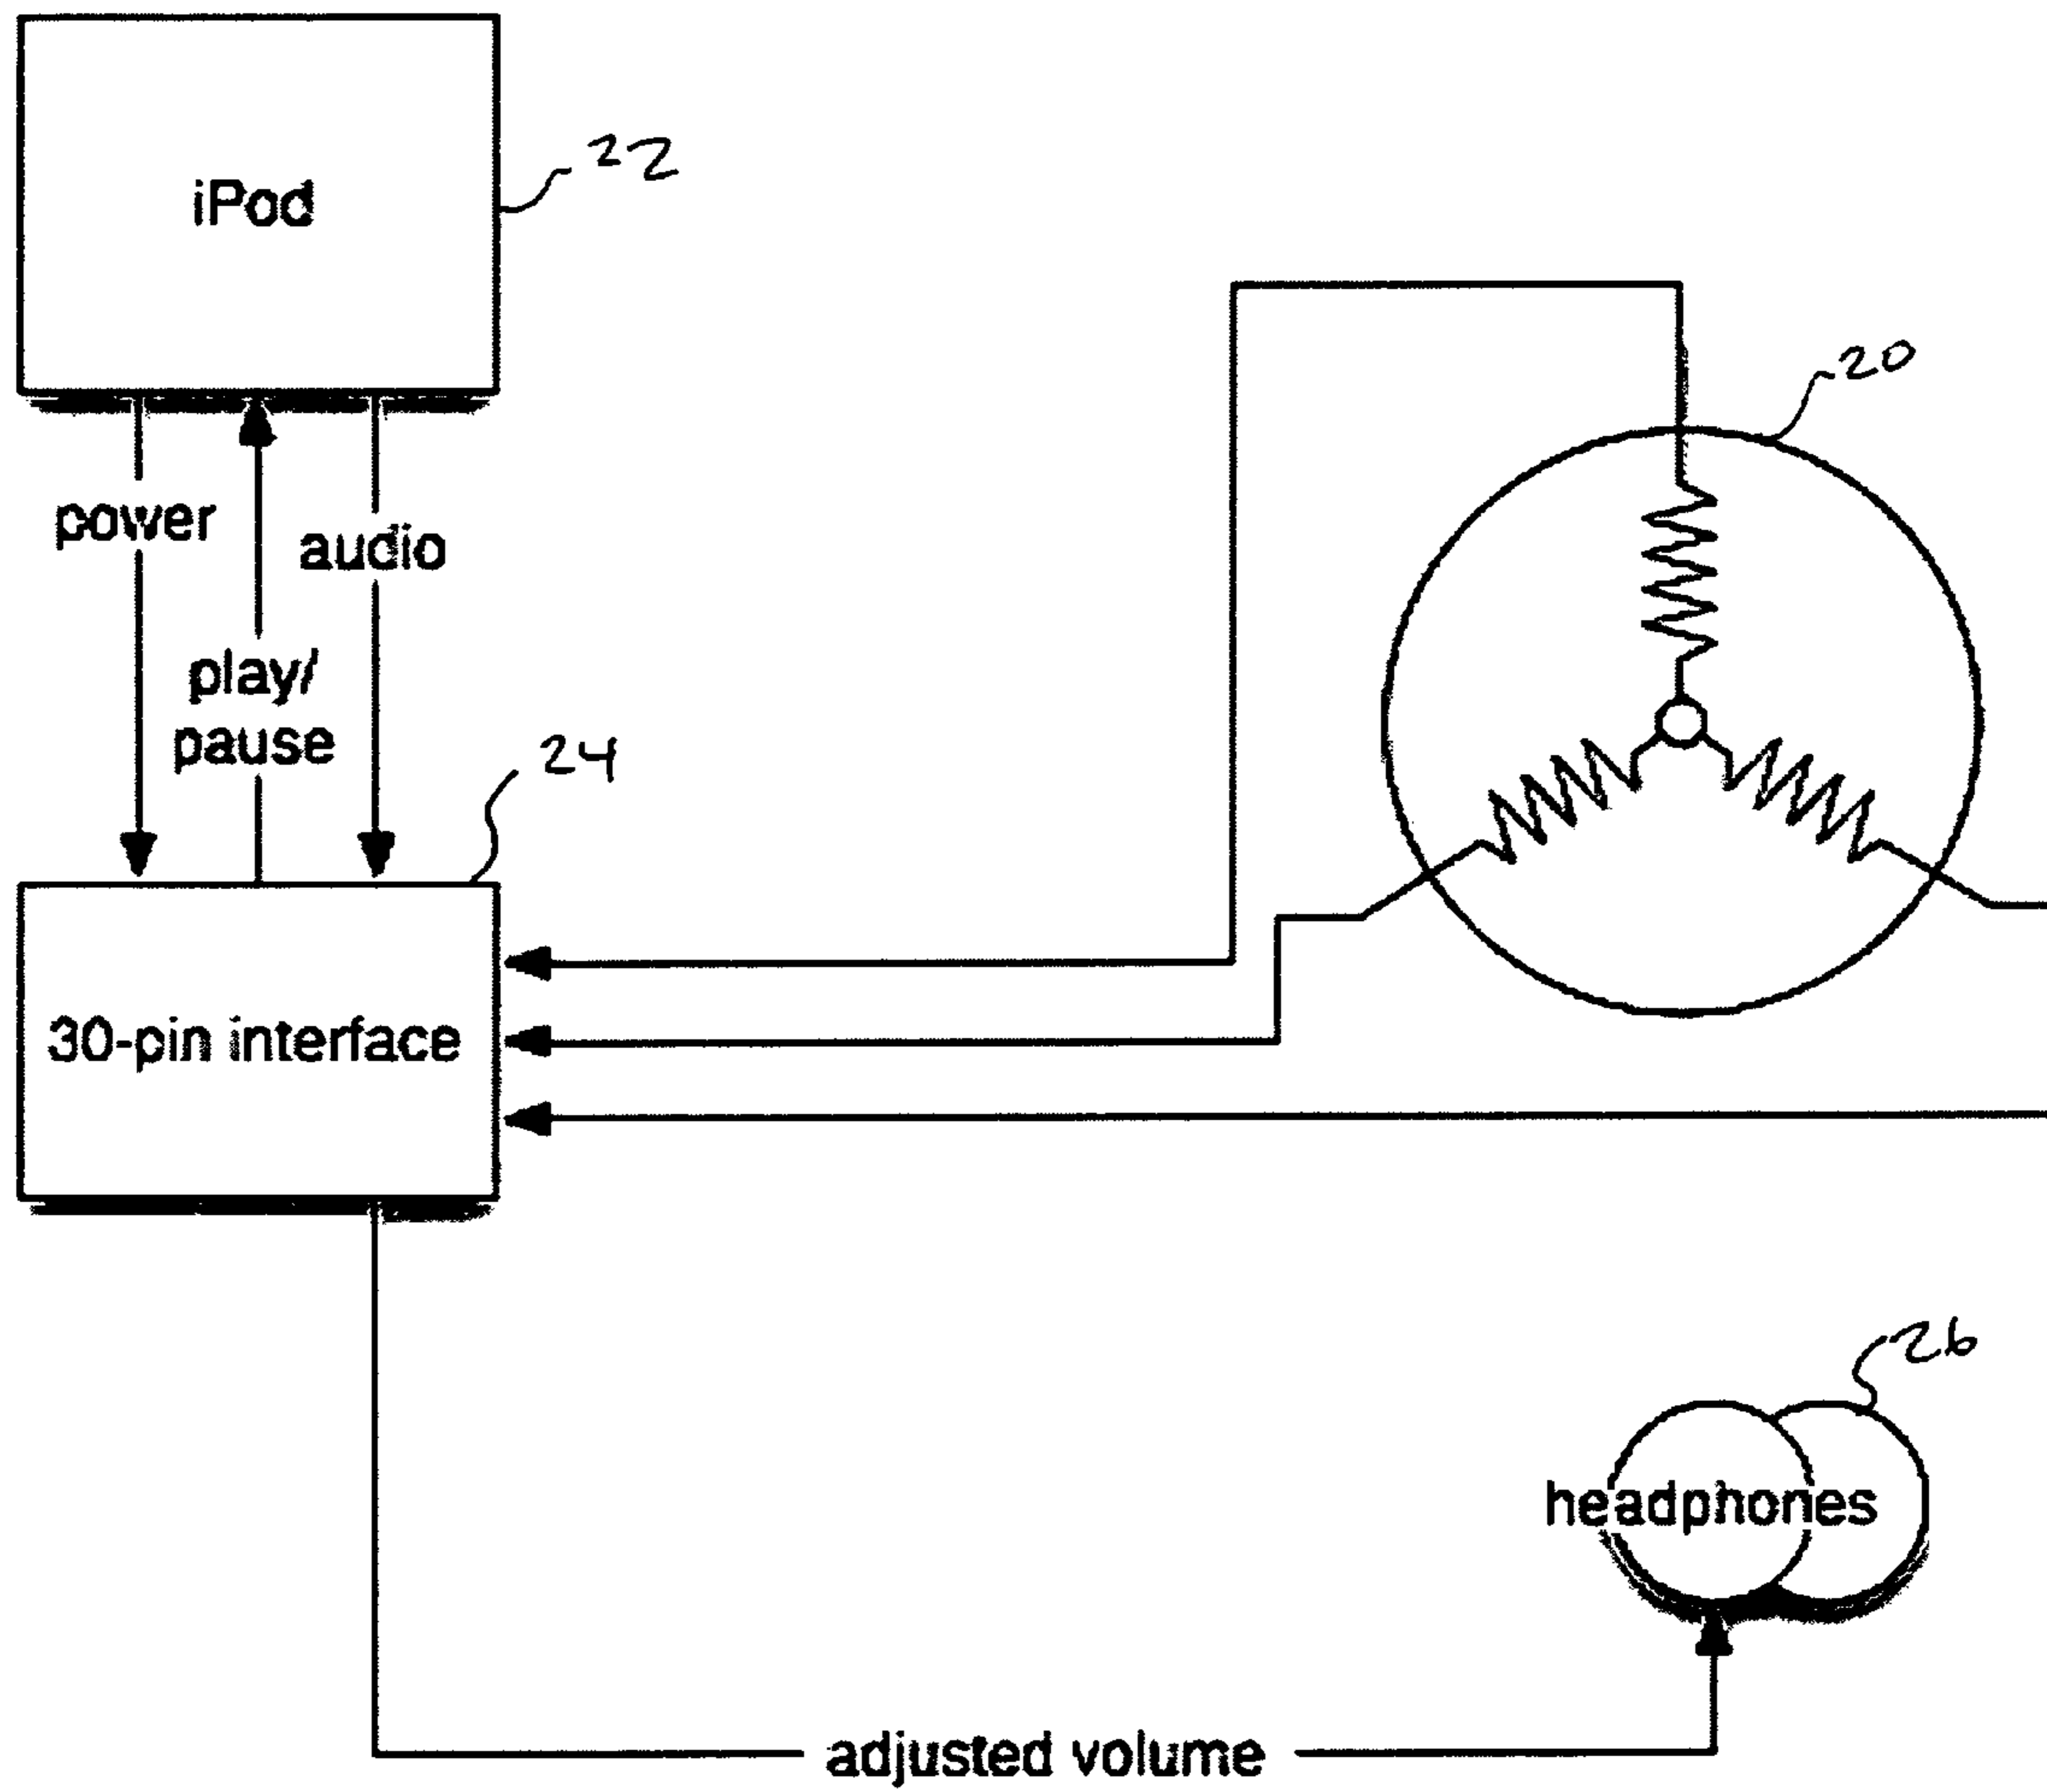 iPod
22
20
power
audio
play/
pause
24
30-pin interface
26
headphones
adjusted volume